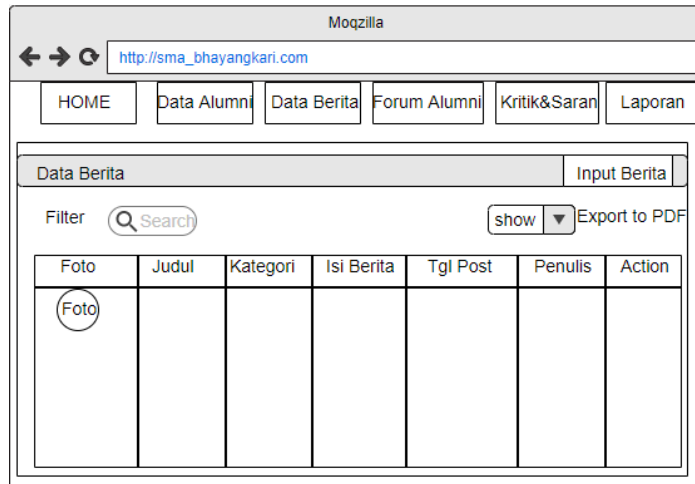 Moqzilla
http://sma_bhayangkari.com
HOME Data Alumni Data Berita Forum Alumni Kritik&Saran Laporan
Data Berita Input Berita
Filter Search show Export to PDF
Foto Judul Kategori Isi Berita Tgl Post Penulis Action
Foto